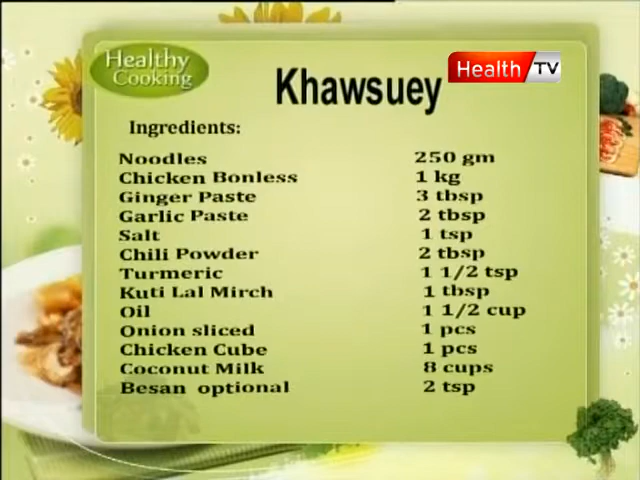 Healthy
Cooking
Khawsuey
Health TV
Ingredients:
Noodles 250 gm
Chicken Bonless 1 kg
Ginger Paste 3 tbsp
Garlic Paste 2 tbsp
Salt 1 tsp
Chili Powder 2 tbsp
Turmeric 1 1/2 tsp
Kuti Lal Mirch 1 tbsp
Oil 1 1/2 cup
Onion sliced 1 pcs
Chicken Cube 1 pcs
Coconut Milk 8 cups
Besan optional 2 tsp